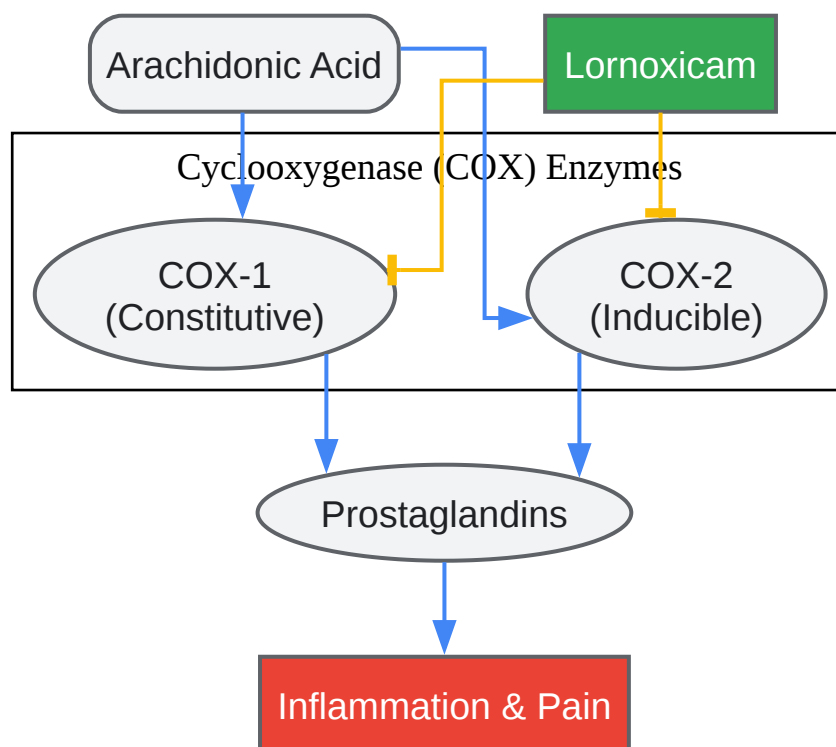 Arachidonic Acid
Lornoxicam
Cyclooxygenase (COX) Enzymes
COX-1
(Constitutive)
COX-2
(Inducible)
Prostaglandins
Inflammation & Pain